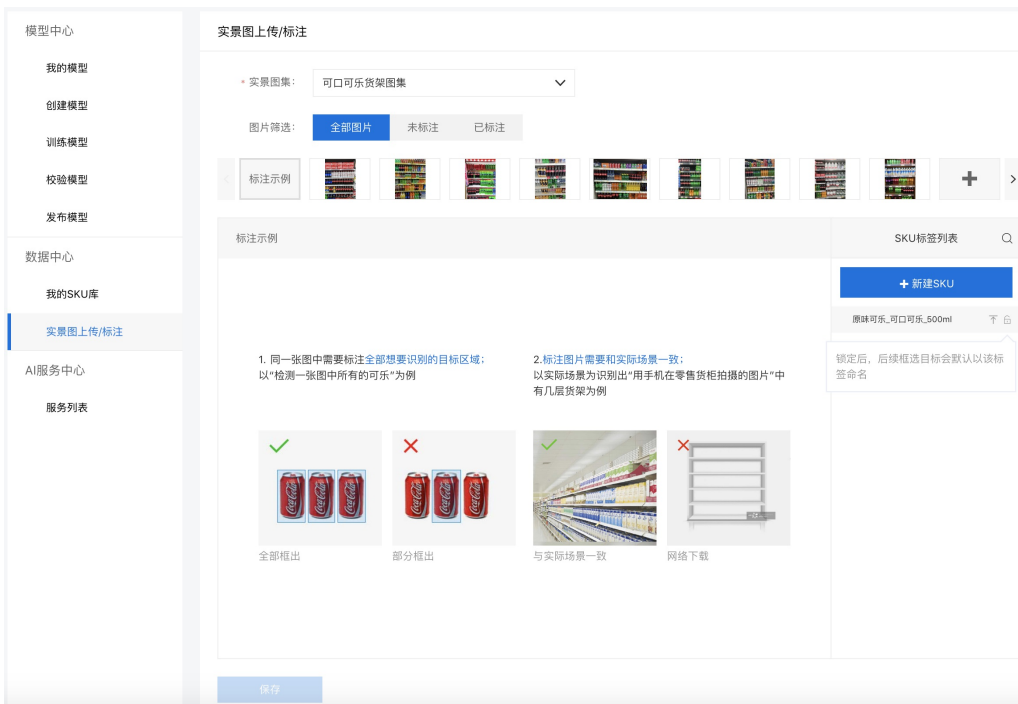 模型中心
我的模型
创建模型
训练模型
校验模型
发布模型
数据中心
我的SKU库
实景图上传/标注
AI服务中心
服务列表
实景图上传/标注
* 实景图集：
可口可乐货架图集
图片筛选：
全部图片
未标注
已标注
标注示例
标注示例
SKU标签列表
+ 新建SKU
原味可乐_可口可乐_500ml
锁定后，后续框选目标会默认以该标
签命名
1. 同一张图中需要标注全部想要识别的目标区域；
以“检测一张图中所有的可乐”为例
2.标注图片需要和实际场景一致；
以实际场景为识别出“用手机在零售货柜拍摄的图片”中
有几层货架为例
Coca-Cola
Coca-Cola
Coca-Cola
Coca-Cola
Coca-Cola
Coca-Cola
全部框出
部分框出
与实际场景一致
网络下载
保存